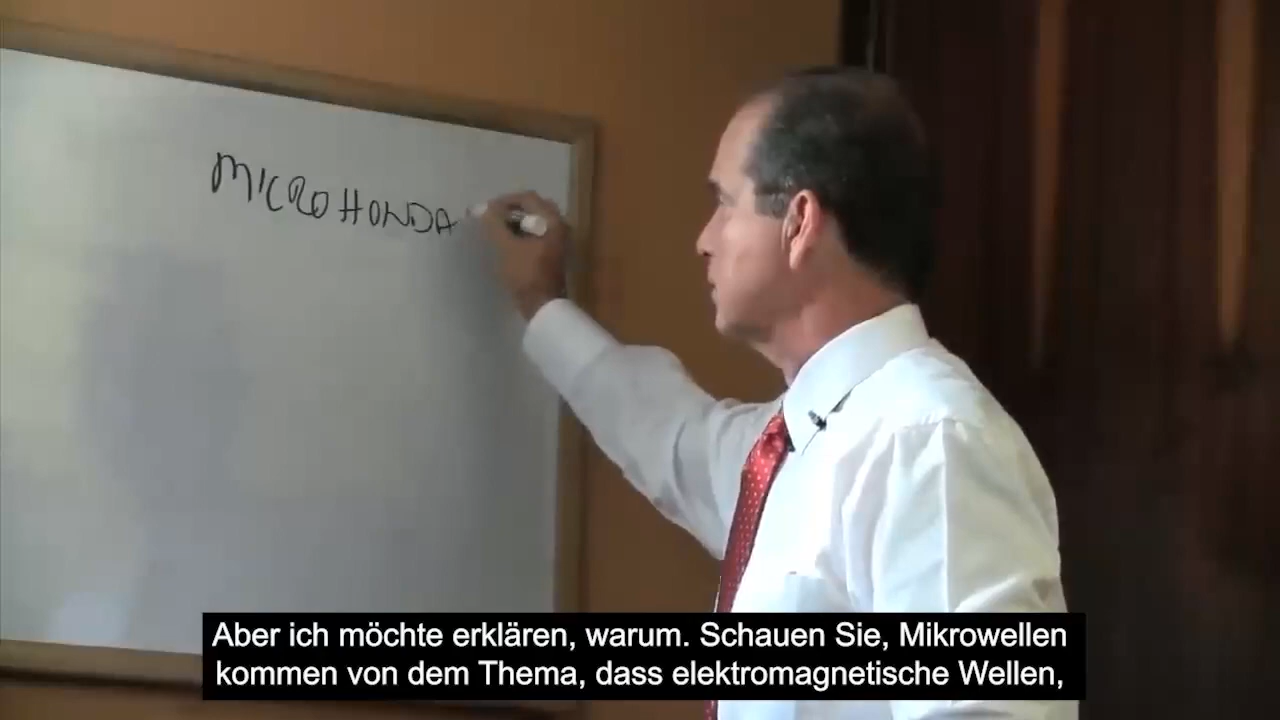 MICROHONDA
Aber ich möchte erklären, warum. Schauen Sie, Mikrowellen
kommen von dem Thema, dass elektromagnetische Wellen,